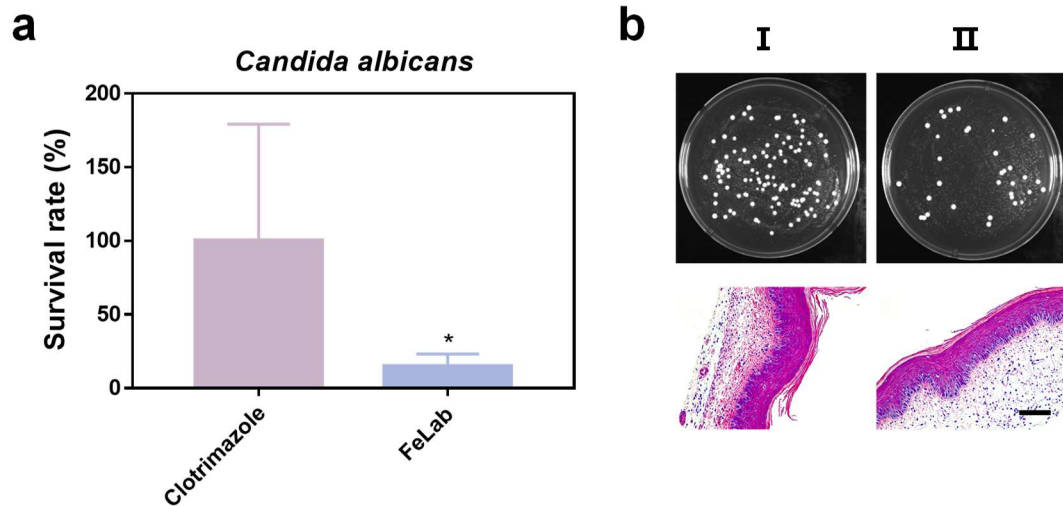 a
Candida albicans
Survival rate (%)
200
150
100
50
0
*
Clotrimazole
FeLab
b
I
II